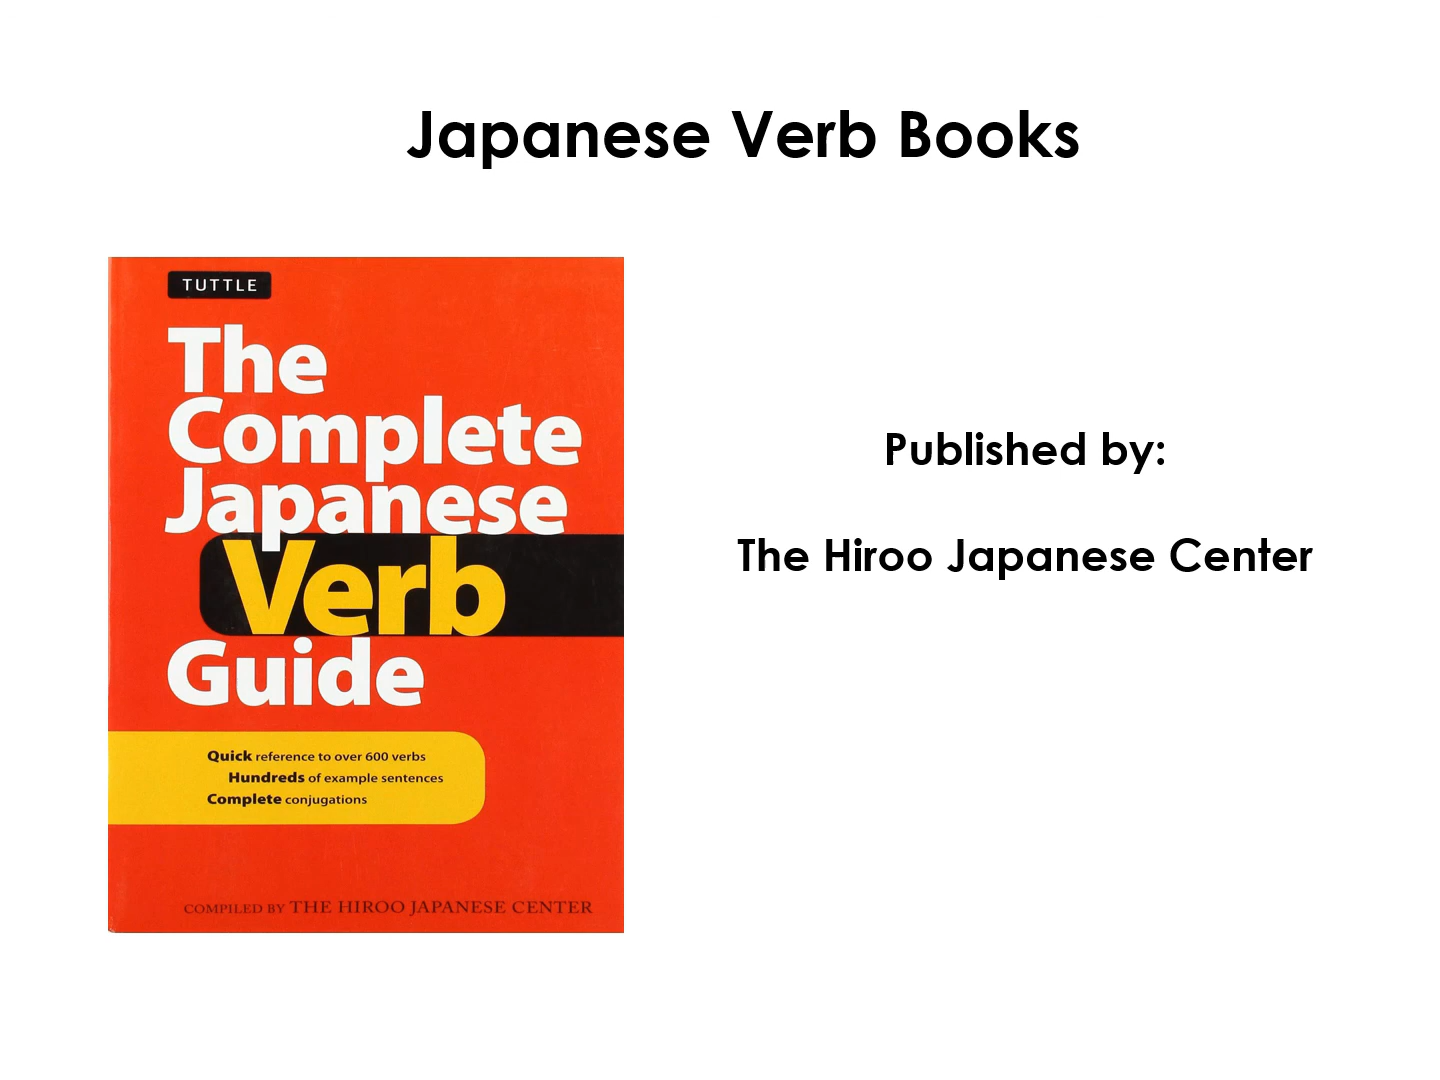 Japanese Verb Books
TUTTLE
The
Complete
Japanese
Verb
Guide
Quick reference to over 600 verbs
Hundreds of example sentences
Complete conjugations
COMPILED BY THE HIROO JAPANESE CENTER
Published by:
The Hiroo Japanese Center